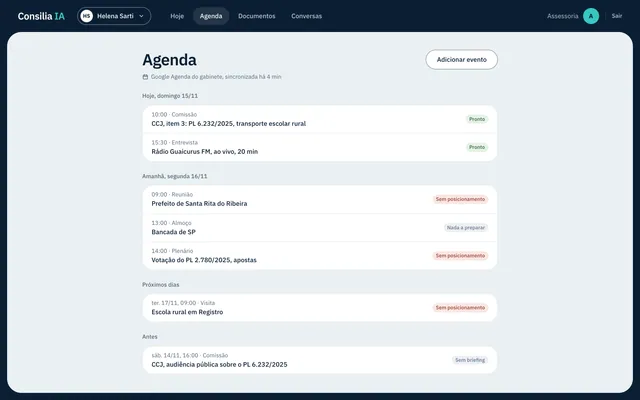 Consilia IA
HS Helena Sarti
Hoje
Agenda
Documentos
Conversas
Assessoria
A
Sair
Agenda
Adicionar evento
Google Agenda do gabinete, sincronizada há 4 min
Hoje, domingo 15/11
10:00 · Comissão
CCJ, item 3: PL 6.232/2025, transporte escolar rural
Pronto
15:30 · Entrevista
Rádio Guaicurus FM, ao vivo, 20 min
Pronto
Amanhã, segunda 16/11
09:00 · Reunião
Prefeito de Santa Rita do Ribeira
Sem posicionamento
13:00 · Almoço
Bancada de SP
Nada a preparar
14:00 · Plenário
Votação do PL 2.780/2025, apostas
Sem posicionamento
Próximos dias
ter. 17/11, 09:00 · Visita
Escola rural em Registro
Sem posicionamento
Antes
sáb. 14/11, 16:00 · Comissão
CCJ, audiência pública sobre o PL 6.232/2025
Sem briefing